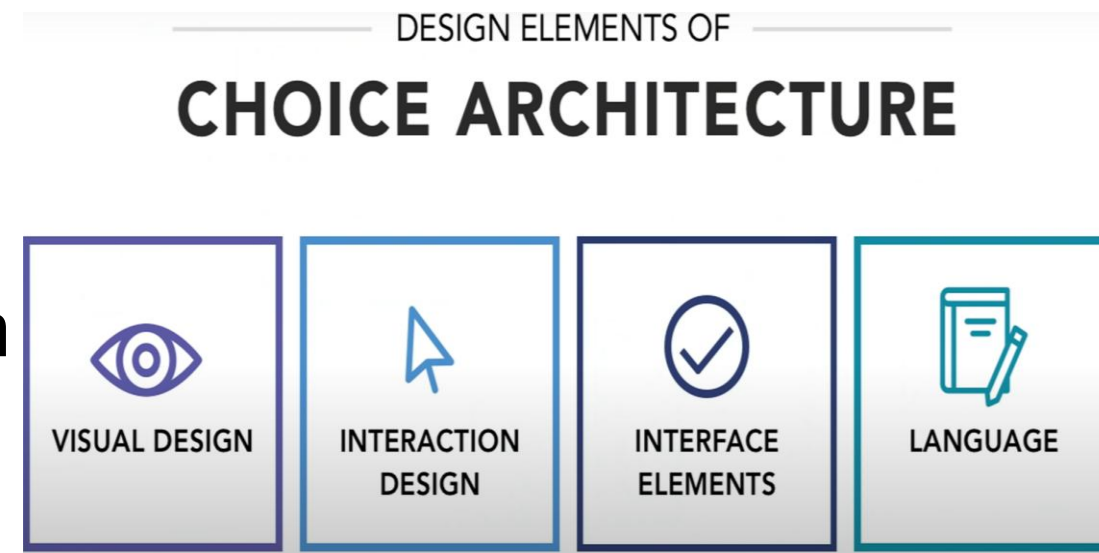 DESIGN ELEMENTS OF
CHOICE ARCHITECTURE
VISUAL DESIGN
INTERACTION
DESIGN
INTERFACE
ELEMENTS
LANGUAGE